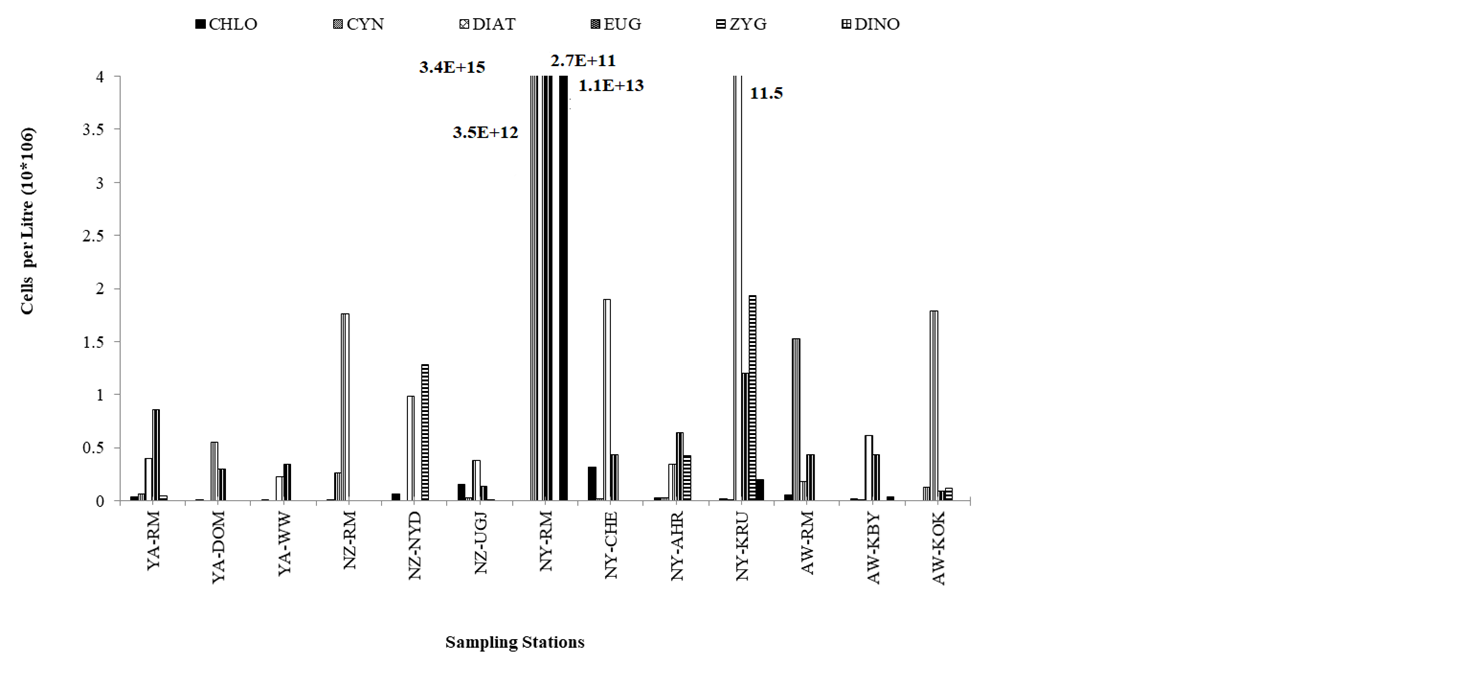 CHLO CYN DIAT EUG ZYG DINO
3.4E+15 2.7E+11
1.1E+13
11.5
3.5E+12
4
3.5
3
2.5
2
1.5
1
0.5
0
Cells per Litre (10*106)
YA-RM
YA-DOM
YA-WW
NZ-RM
NZ-NYD
NZ-UGJ
NY-RM
NY-CHE
NY-AHR
NY-KRU
AW-RM
AW-KBY
AW-KOK
Sampling Stations